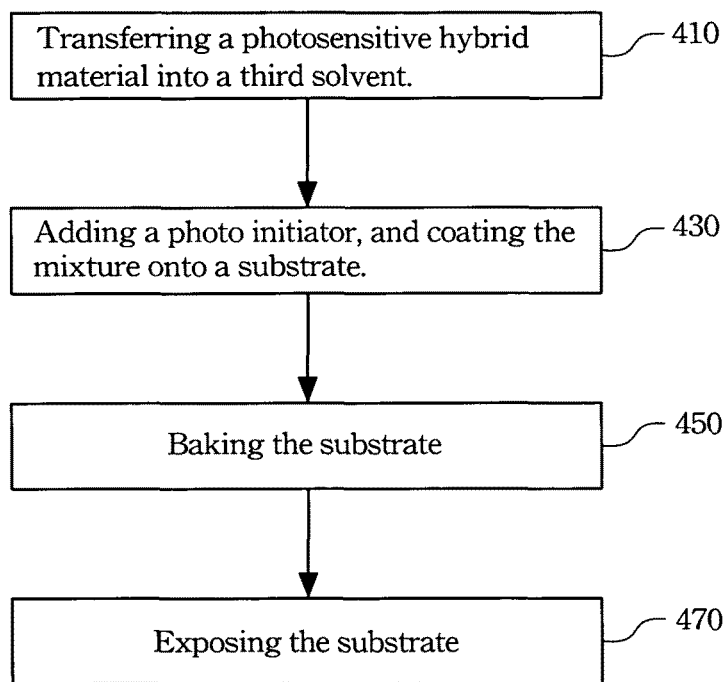 Transferring a photosensitive hybrid
material into a third solvent.
410
Adding a photo initiator, and coating the
mixture onto a substrate.
430
Baking the substrate
450
Exposing the substrate
470